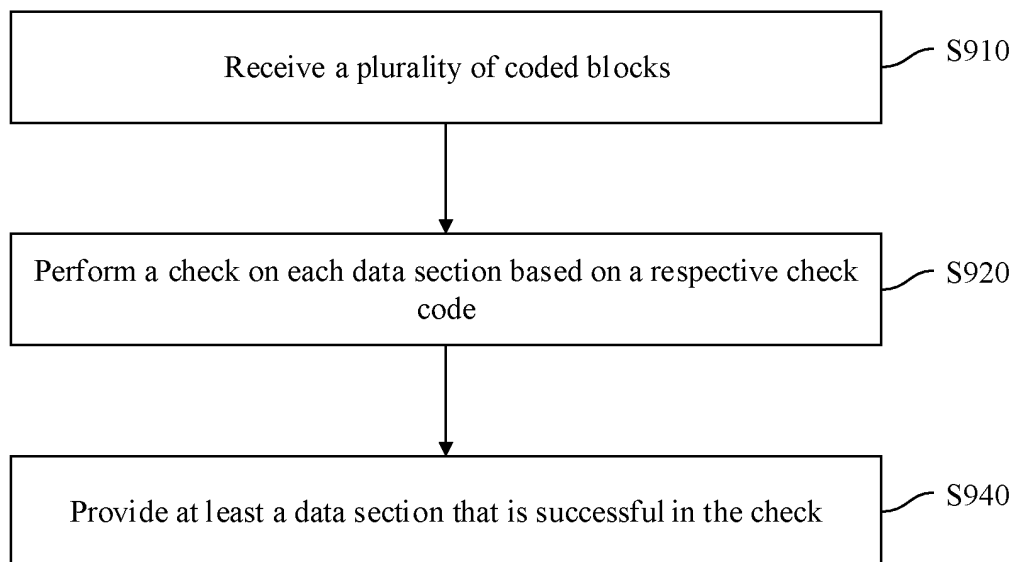 Receive a plurality of coded blocks
S910
Perform a check on each data section based on a respective check
code
S920
Provide at least a data section that is successful in the check
S940